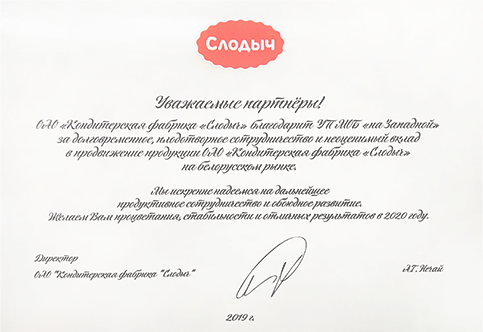 Слодыч
Уважаемые партнёры!
ОАО «Кондитерская фабрика «Слодыч» благодарит УП МОБ «на Западной»
за долговременное, плодотворное сотрудничество и неоценимый вклад
в продвижение продукции ОАО «Кондитерская фабрика «Слодыч»
на белорусском рынке.
Мы искренне надеемся на дальнейшее
продуктивное сотрудничество и обоюдное развитие.
Желаем Вам процветания, стабильности и отличных результатов в 2020 году.
Директор
ОАО "Кондитерская фабрика "Слодыч"
А.Г. Нечай
2019 г.